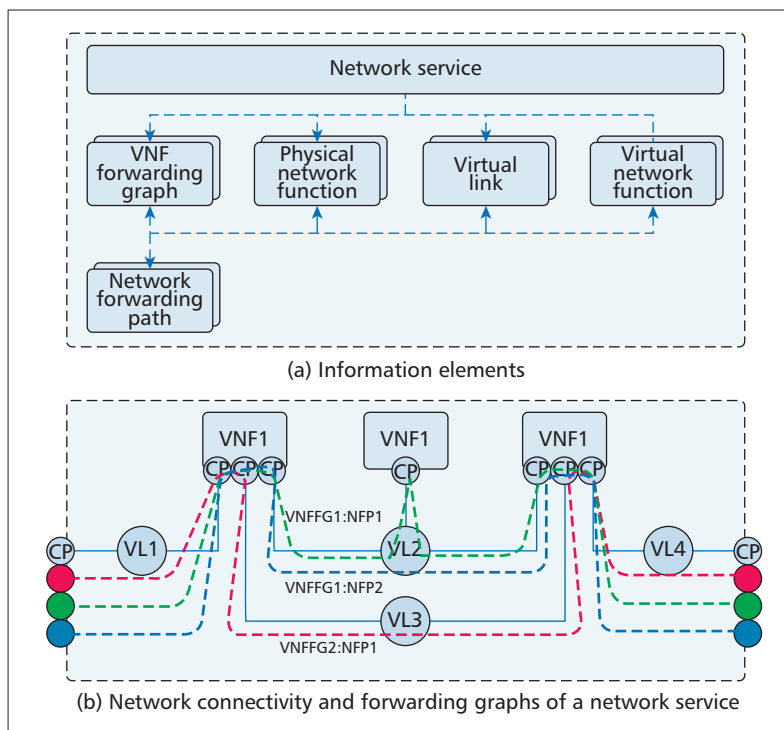 Network service
VNF
forwarding
graph
Physical
network
function
Virtual
link
Virtual
network
function
Network
forwarding
path
(a) Information elements
VNF1
VNF1
VNF1
CP
CP
CP
CP
CP
CP
CP
VNFFG1:NFP1
CP
VL1
VL2
VL4
CP
VNFFG1:NFP2
VL3
VNFFG2:NFP1
(b) Network connectivity and forwarding graphs of a network service